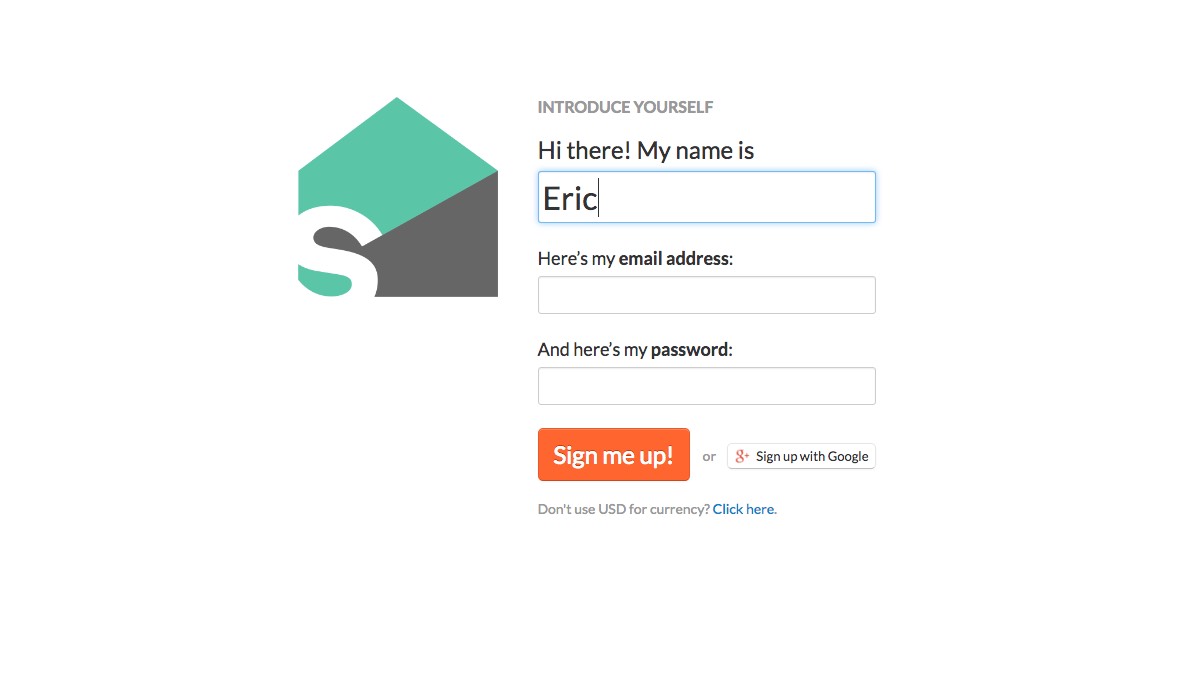 S
INTRODUCE YOURSELF
Hi there! My name is
Eric
Here’s my email address:
And here’s my password:
Sign me up! or 8+ Sign up with Google
Don't use USD for currency? Click here.